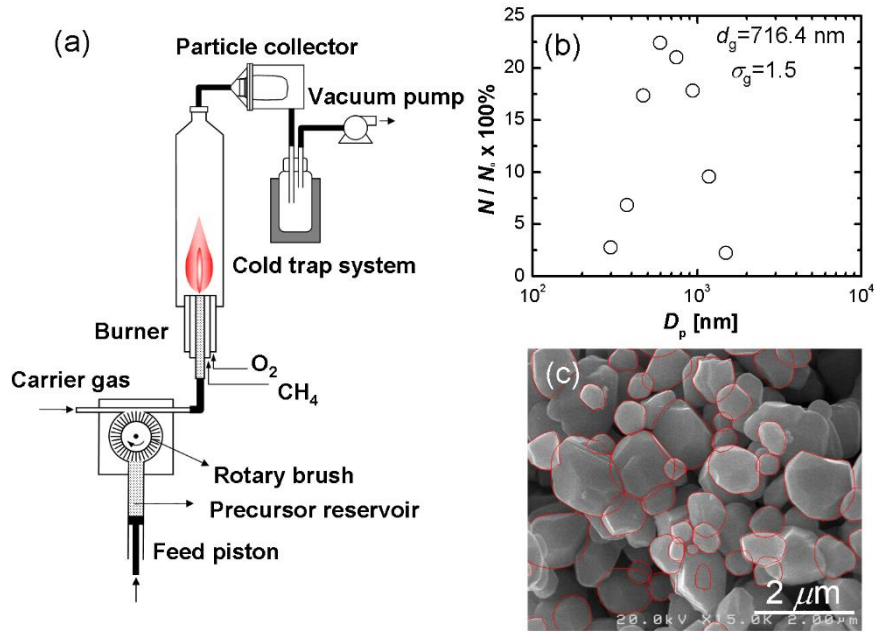 (a)
Particle collector
Vacuum pump
Cold trap system
Burner
O2
CH4
Carrier gas
Rotary brush
Precursor reservoir
Feed piston
(b)
dg=716.4 nm
σg=1.5
25
20
15
10
5
0
N / N x 100%
10^2
10^3
10^4
Dp [nm]
(c)
2 μm
20.0kV X15.0K 2.00μm